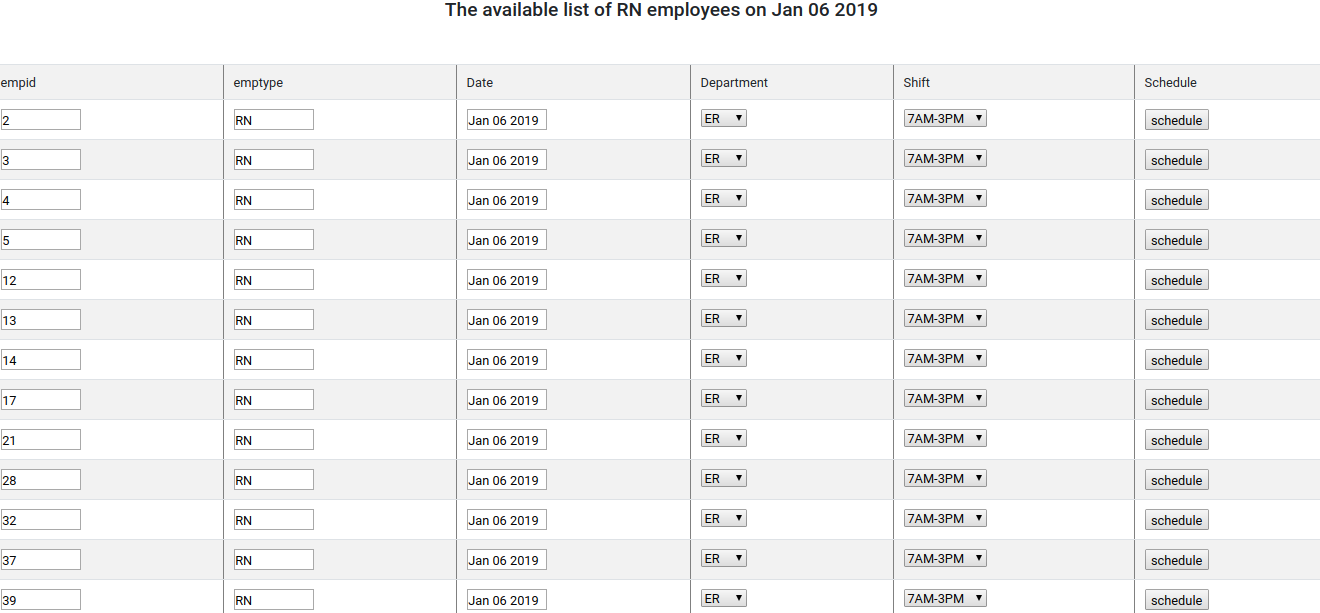 The available list of RN employees on Jan 06 2019
empid emptype Date Department Shift Schedule
2 RN Jan 06 2019 ER 7AM-3PM schedule
3 RN Jan 06 2019 ER 7AM-3PM schedule
4 RN Jan 06 2019 ER 7AM-3PM schedule
5 RN Jan 06 2019 ER 7AM-3PM schedule
12 RN Jan 06 2019 ER 7AM-3PM schedule
13 RN Jan 06 2019 ER 7AM-3PM schedule
14 RN Jan 06 2019 ER 7AM-3PM schedule
17 RN Jan 06 2019 ER 7AM-3PM schedule
21 RN Jan 06 2019 ER 7AM-3PM schedule
28 RN Jan 06 2019 ER 7AM-3PM schedule
32 RN Jan 06 2019 ER 7AM-3PM schedule
37 RN Jan 06 2019 ER 7AM-3PM schedule
39 RN Jan 06 2019 ER 7AM-3PM schedule